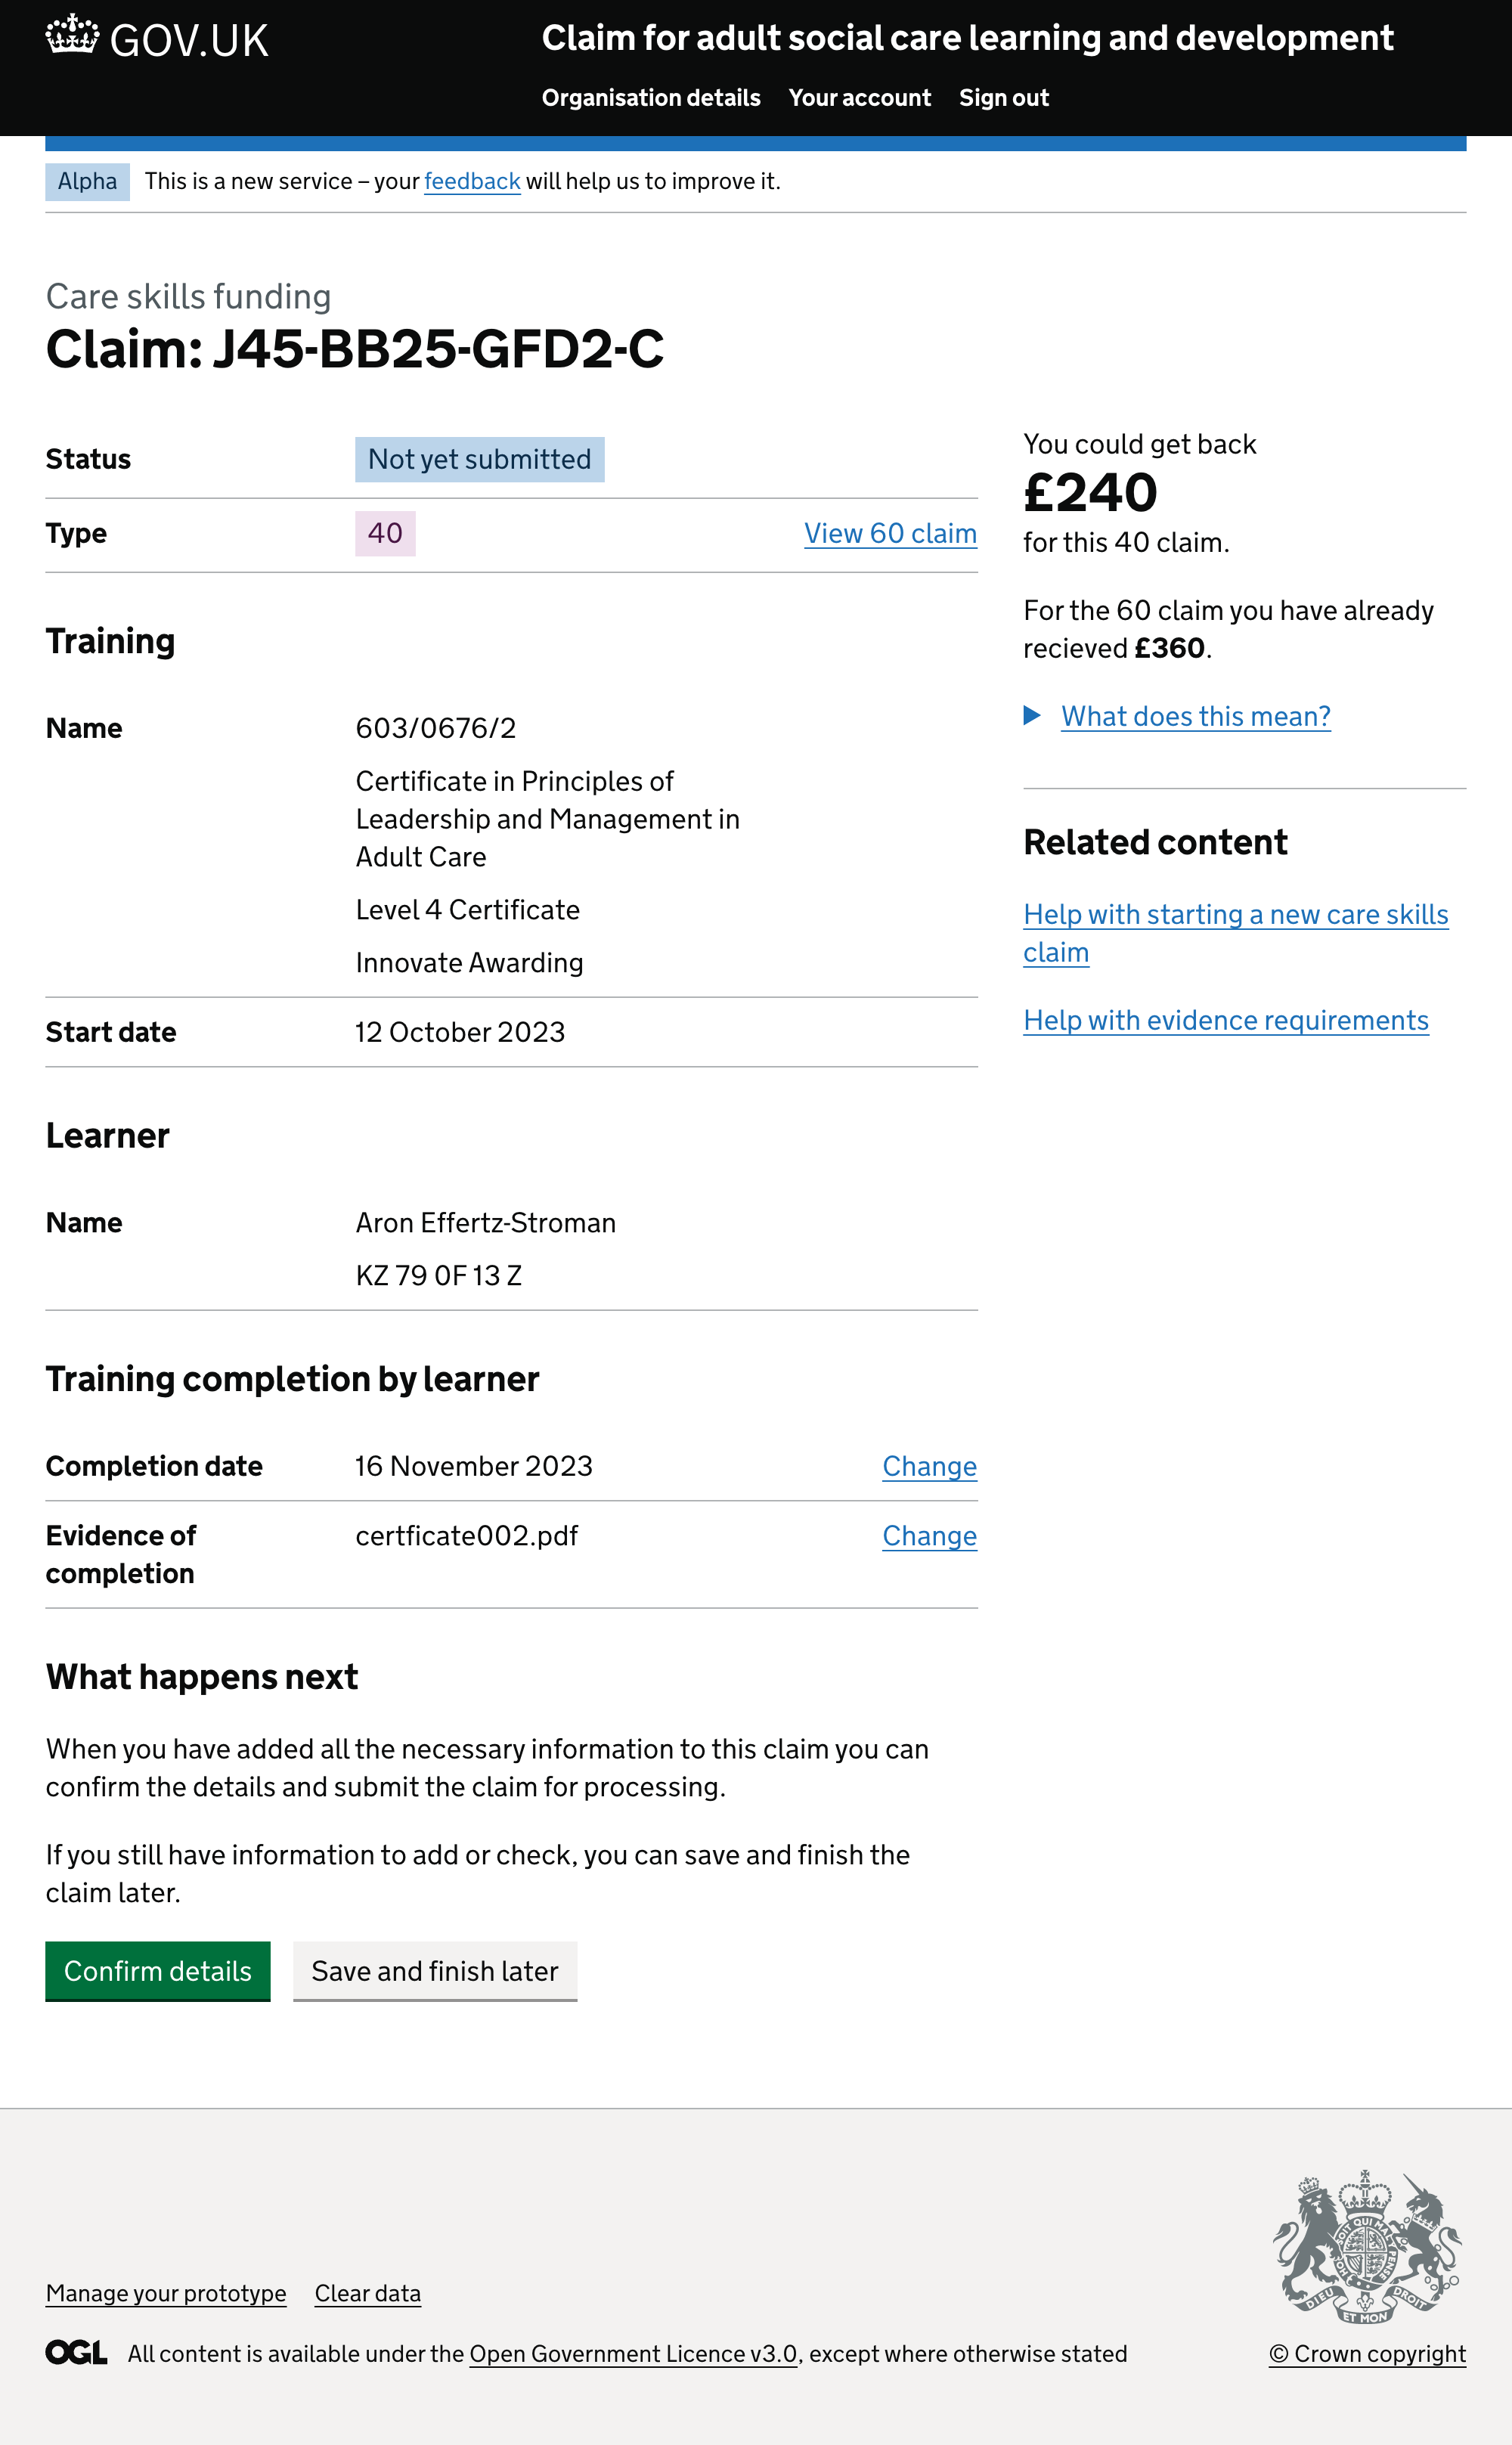 GOV.UK
Claim for adult social care learning and development
Organisation details Your account Sign out
Alpha This is a new service – your feedback will help us to improve it.
Care skills funding
Claim: J45-BB25-GFD2-C
Status Not yet submitted
Type 40 View 60 claim
Training
Name 603/0676/2
Certificate in Principles of
Leadership and Management in
Adult Care
Level 4 Certificate
Innovate Awarding
Start date 12 October 2023
Learner
Name Aron Effertz-Stroman
KZ 79 0F 13 Z
Training completion by learner
Completion date 16 November 2023 Change
Evidence of
completion certficate002.pdf Change
What happens next
When you have added all the necessary information to this claim you can
confirm the details and submit the claim for processing.
If you still have information to add or check, you can save and finish the
claim later.
Confirm details Save and finish later
You could get back
£240
for this 40 claim.
For the 60 claim you have already
recieved £360.
What does this mean?
Related content
Help with starting a new care skills
claim
Help with evidence requirements
Manage your prototype Clear data
OGL All content is available under the Open Government Licence v3.0, except where otherwise stated
DIEU ET MON DROIT
© Crown copyright